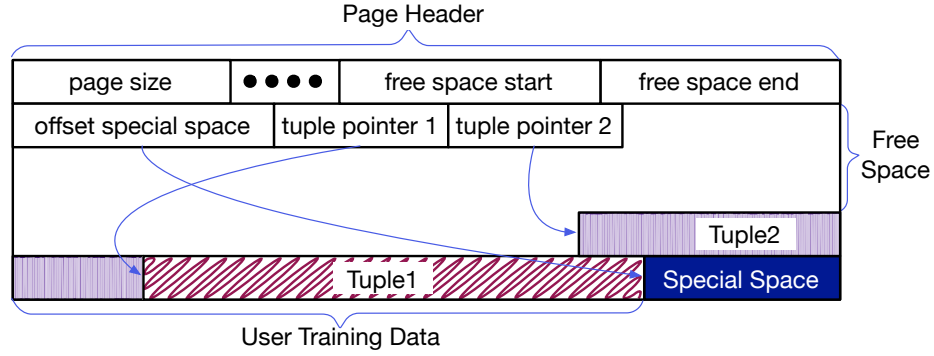 Page Header
page size
free space start
free space end
offset special space
tuple pointer 1
tuple pointer 2
Free
Space
Tuple2
Tuple1
Special Space
User Training Data